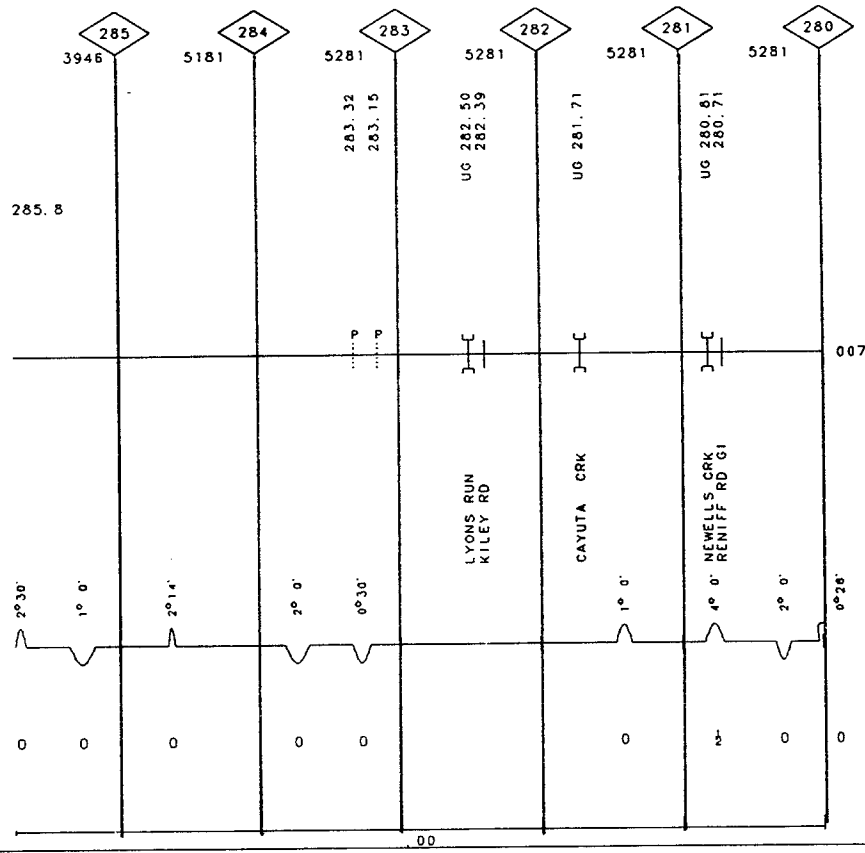 285 284 283 282 281 280
3946 5181 5281 5281 5281 5281
283.32
283.15
UG 282.50
282.39
UG 281.71
UG 280.81
280.71
285.8
P P
007
LYONS RUN
KILEY RD
CAYUTA CRK
NEWELLS CRK
RENIFF RD GI
2°30' 1° 0' 2°14' 2° 0' 0°30' 1° 0' 4° 0' 2° 0' 0°26'
0 0 0 0 0 0 ½ 0 0
.00